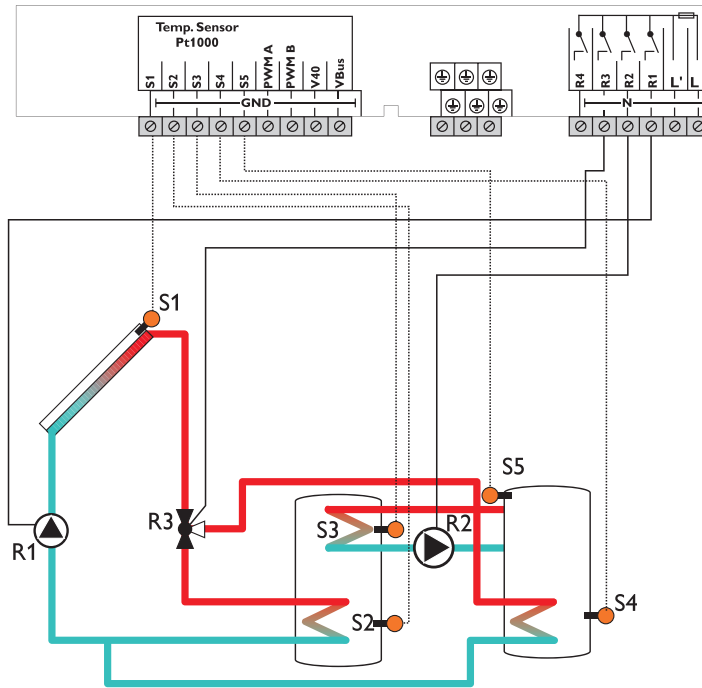 Temp. Sensor
Pt1000
S1
S2
S3
S4
S5
PWM A
PWM B
V40
VBus
GND
R4
R3
R2
R1
L'
L
N
S1
S5
R3
S3
R2
R1
S2
S4